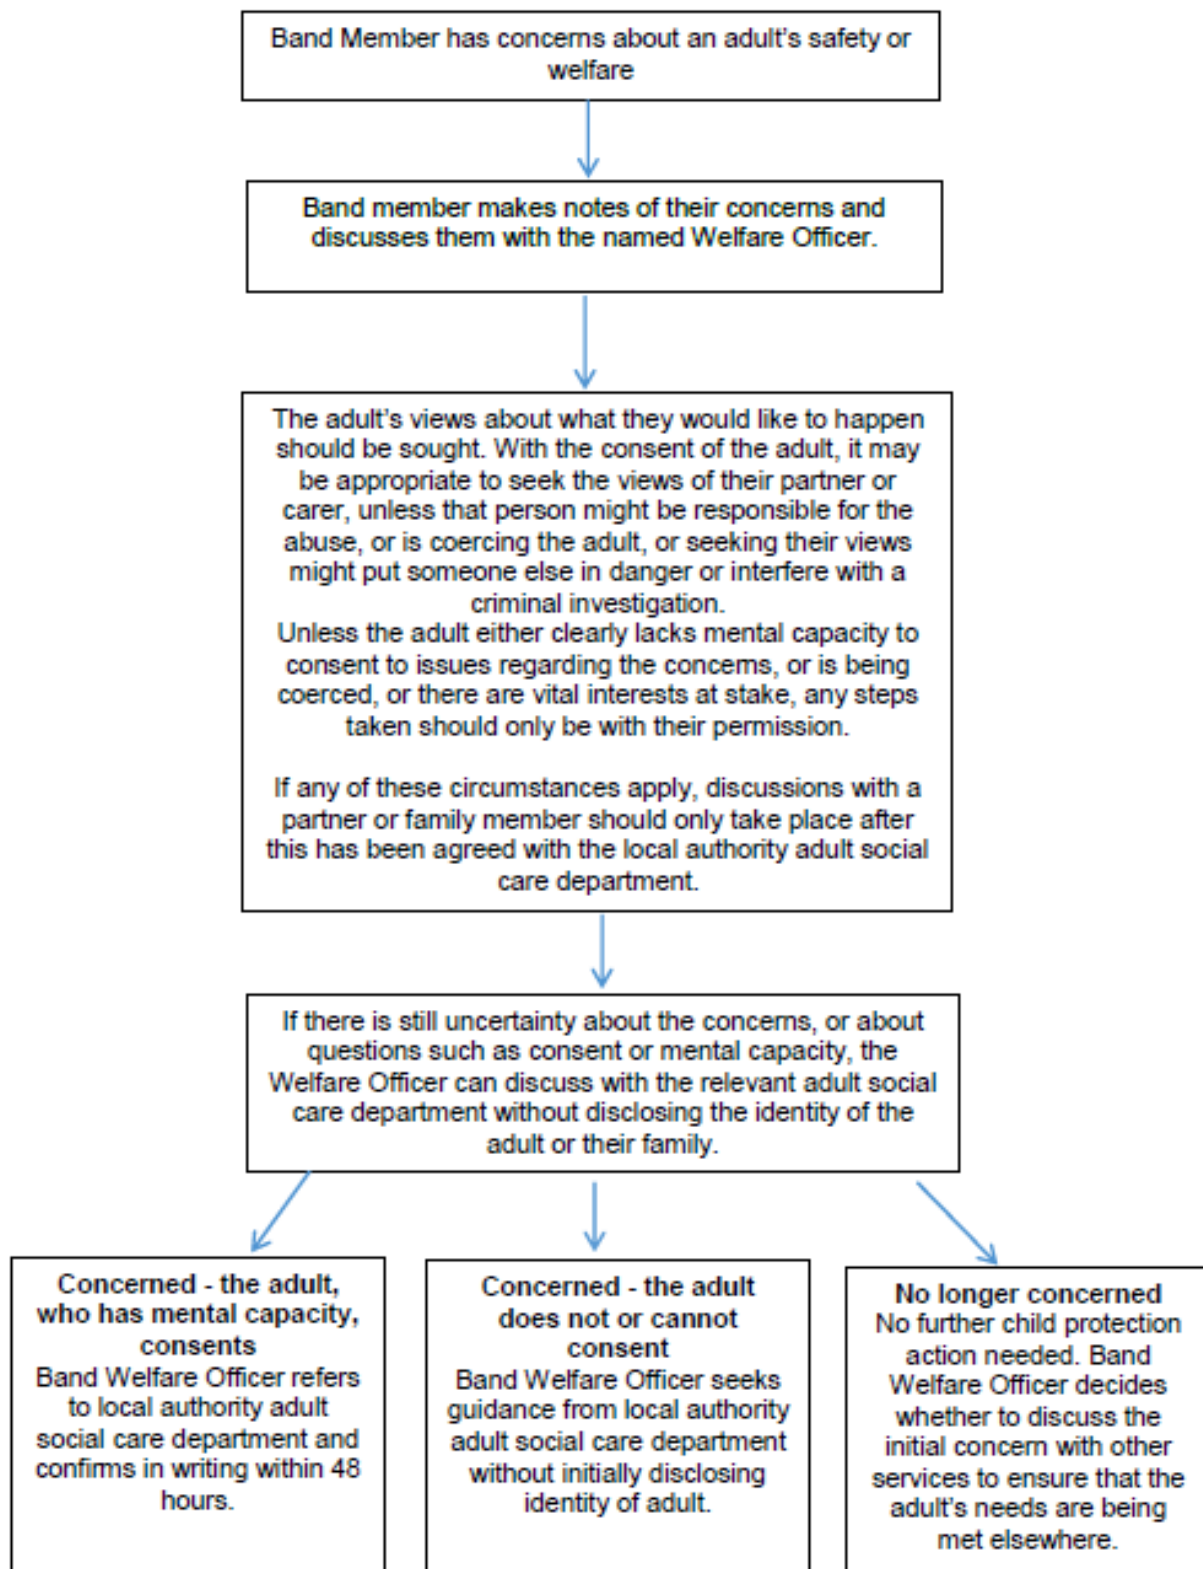 Band Member has concerns about an adult's safety or
welfare
Band member makes notes of their concerns and
discusses them with the named Welfare Officer.
The adult's views about what they would like to happen
should be sought. With the consent of the adult, it may
be appropriate to seek the views of their partner or
carer, unless that person might be responsible for the
abuse, or is coercing the adult, or seeking their views
might put someone else in danger or interfere with a
criminal investigation.
Unless the adult either clearly lacks mental capacity to
consent to issues regarding the concerns, or is being
coerced, or there are vital interests at stake, any steps
taken should only be with their permission.
If any of these circumstances apply, discussions with a
partner or family member should only take place after
this has been agreed with the local authority adult social
care department.
If there is still uncertainty about the concerns, or about
questions such as consent or mental capacity, the
Welfare Officer can discuss with the relevant adult social
care department without disclosing the identity of the
adult or their family.
Concerned - the adult,
who has mental capacity,
consents
Band Welfare Officer refers
to local authority adult
social care department and
confirms in writing within 48
hours.
Concerned - the adult
does not or cannot
consent
Band Welfare Officer seeks
guidance from local authority
adult social care department
without initially disclosing
identity of adult.
No longer concerned
No further child protection
action needed. Band
Welfare Officer decides
whether to discuss the
initial concern with other
services to ensure that the
adult's needs are being
met elsewhere.